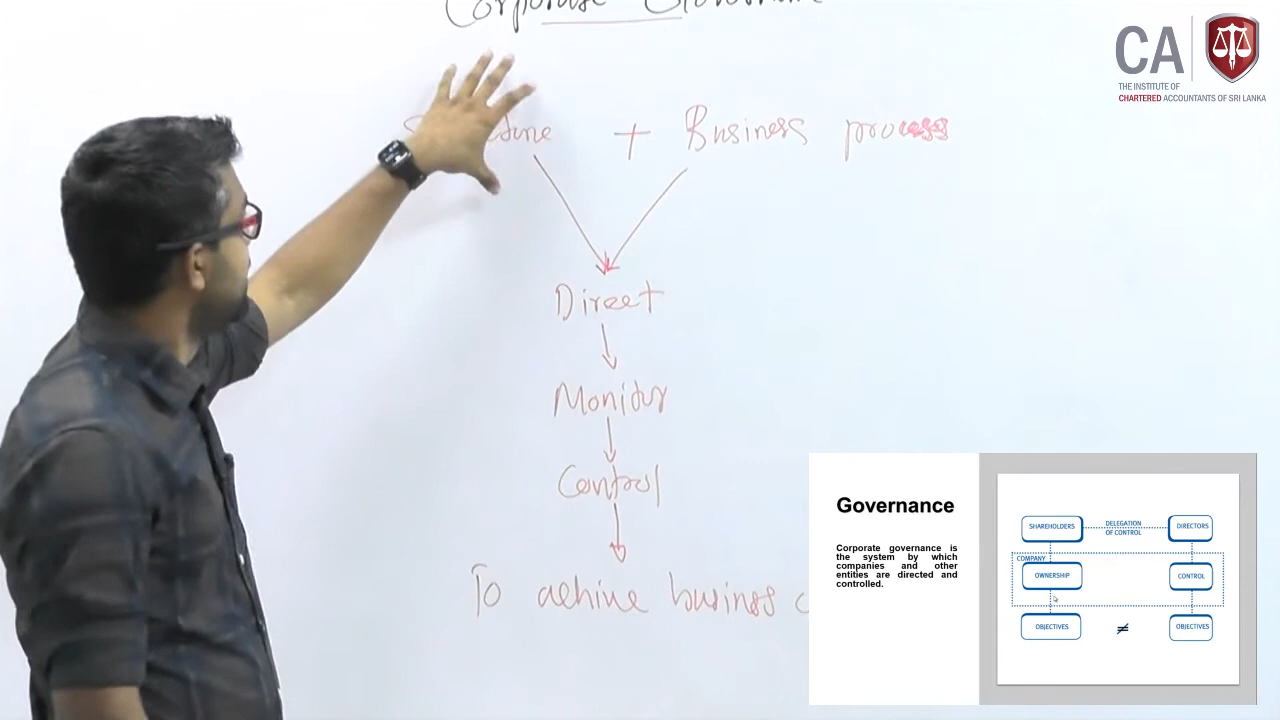 Corporate
CA
THE INSTITUTE OF
CHARTERED ACCOUNTANTS OF SRI LANKA
+ Business process
Direct
Monitor
Control
To achive business
Governance
Corporate governance is
the system by which
companies and other
entities are directed and
controlled.
SHAREHOLDERS
DELEGATION
OF CONTROL
DIRECTORS
COMPANY
OWNERSHIP
CONTROL
OBJECTIVES
≠
OBJECTIVES